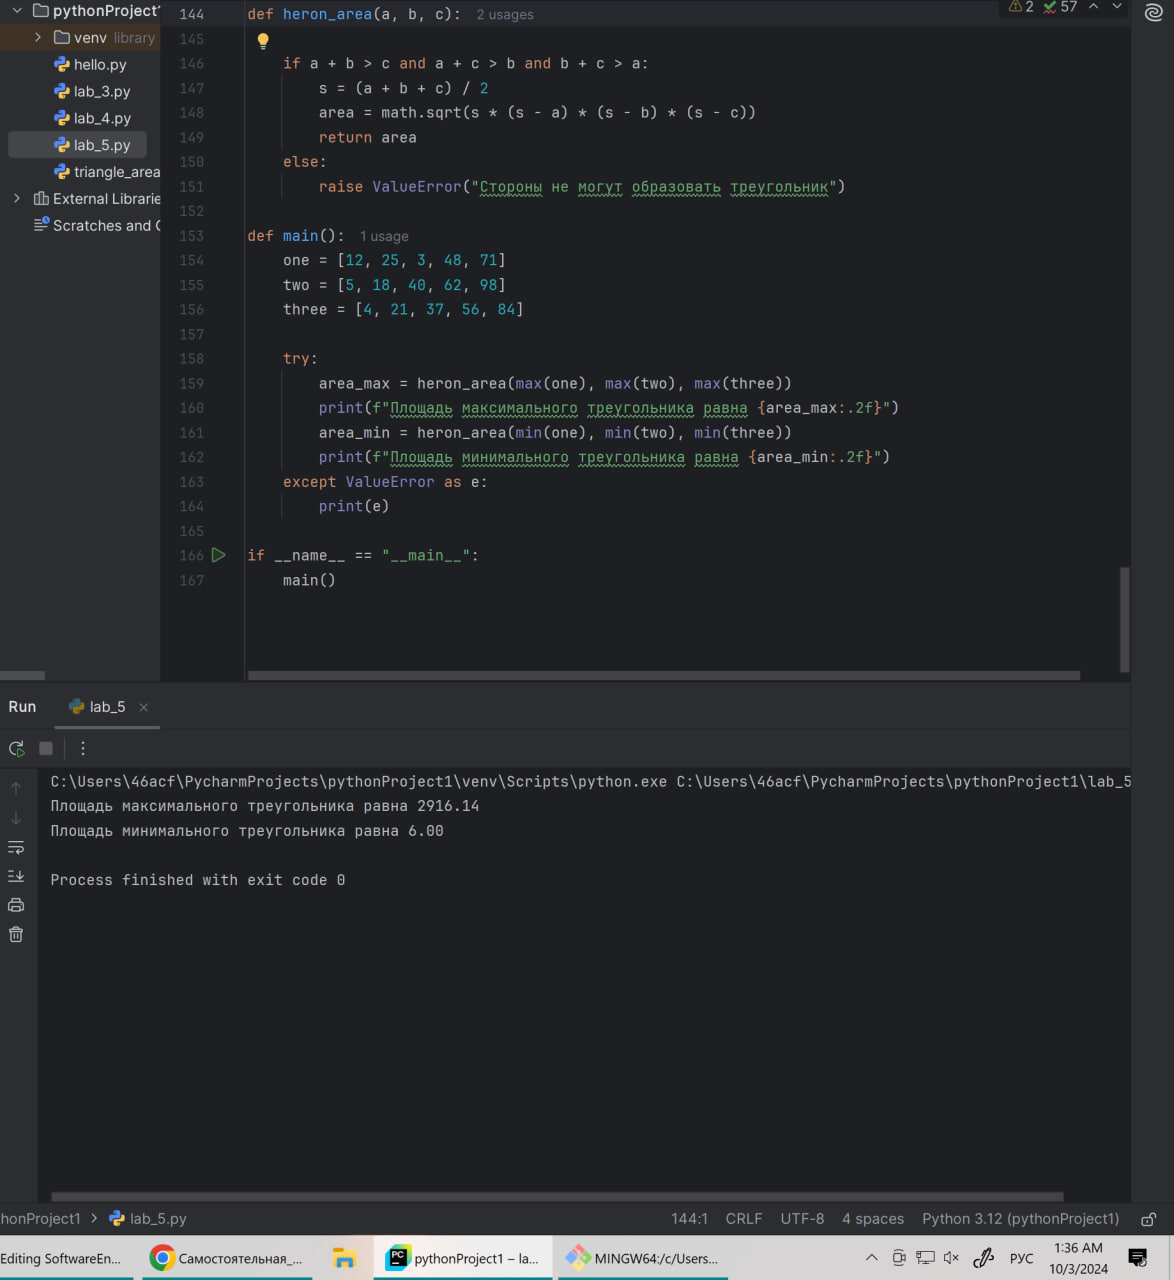 pythonProject1
venv library
hello.py
lab_3.py
lab_4.py
lab_5.py
triangle_area
External Librarie
Scratches and C
2 57
144 def heron_area(a, b, c): 2 usages
145
146 if a + b > c and a + c > b and b + c > a:
147 s = (a + b + c) / 2
148 area = math.sqrt(s * (s - a) * (s - b) * (s - c))
149 return area
150 else:
151 raise ValueError("Стороны не могут образовать треугольник")
152
153 def main(): 1 usage
154 one = [12, 25, 3, 48, 71]
155 two = [5, 18, 40, 62, 98]
156 three = [4, 21, 37, 56, 84]
157
158 try:
159 area_max = heron_area(max(one), max(two), max(three))
160 print(f"Площадь максимального треугольника равна {area_max:.2f}")
161 area_min = heron_area(min(one), min(two), min(three))
162 print(f"Площадь минимального треугольника равна {area_min:.2f}")
163 except ValueError as e:
164 print(e)
165
166 if __name__ == "__main__":
167 main()
Run lab_5
C:\Users\46acf\PycharmProjects\pythonProject1\venv\Scripts\python.exe C:\Users\46acf\PycharmProjects\pythonProject1\lab_5
Площадь максимального треугольника равна 2916.14
Площадь минимального треугольника равна 6.00
Process finished with exit code 0
honProject1 > lab_5.py 144:1 CRLF UTF-8 4 spaces Python 3.12 (pythonProject1)
Editing SoftwareEn... Самостоятельная_... PC pythonProject1 – la... MINGW64:/c/Users... РУС 1:36 AM
10/3/2024